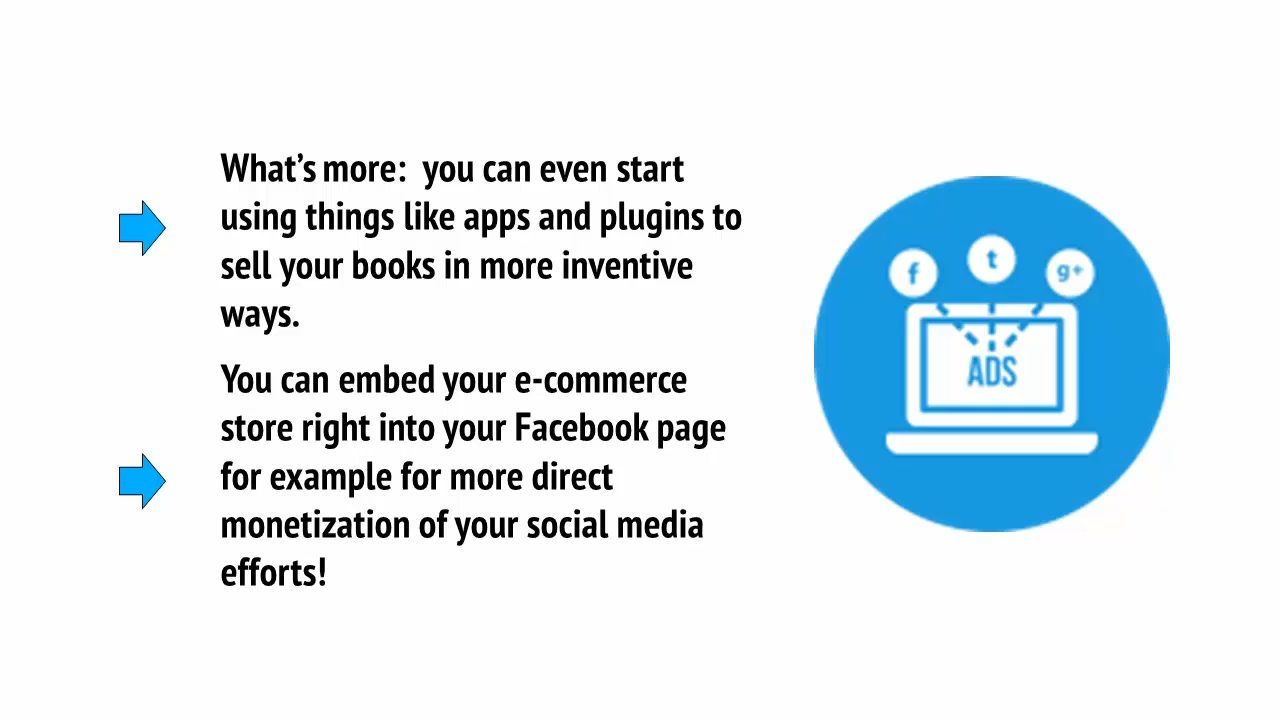 What’s more:  you can even start
using things like apps and plugins to
sell your books in more inventive
ways.
You can embed your e-commerce
store right into your Facebook page
for example for more direct
monetization of your social media
efforts!
f
t
g+
ADS